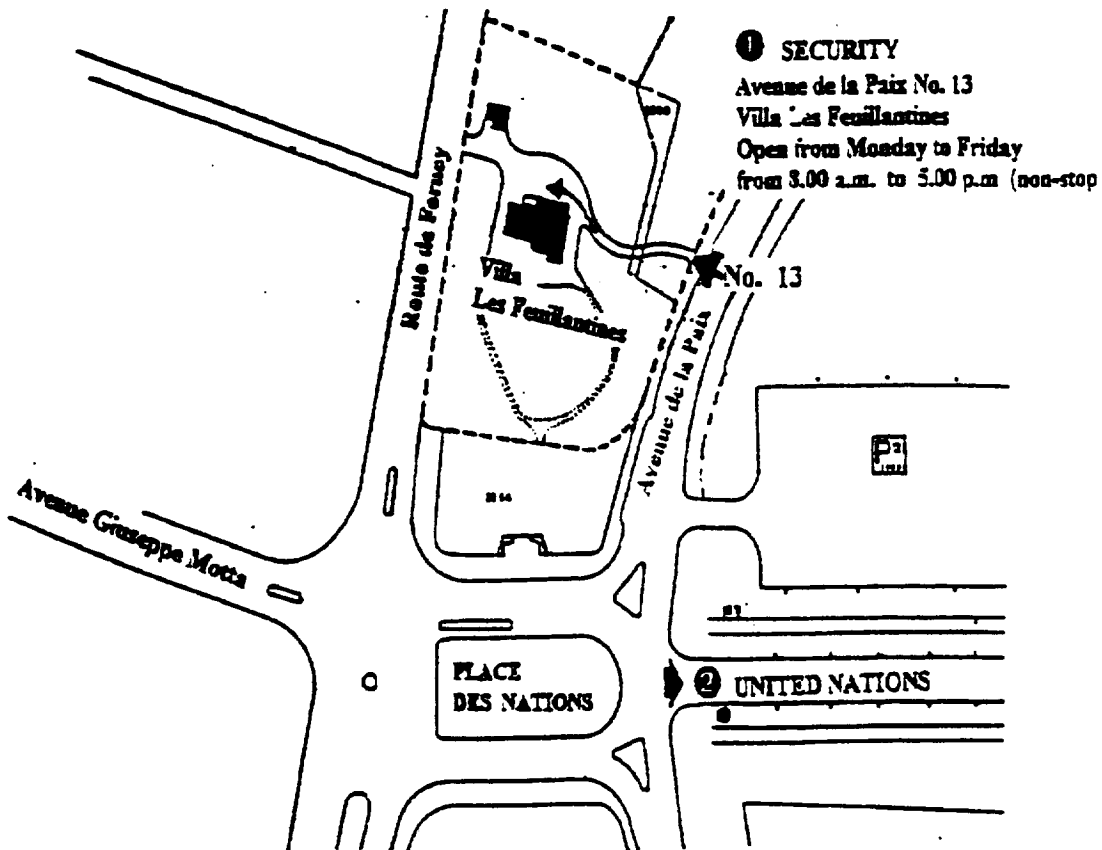 ❶ SECURITY
Avenue de la Paix No. 13
Villa Les Feuillantines
Open from Monday to Friday
from 8.00 a.m. to 5.00 p.m (non-stop
Route de Ferney
Villa
Les Feuillantines
No. 13
Avenue de la Paix
Avenue Giuseppe Motta
PLACE
DES NATIONS
❷ UNITED NATIONS
P